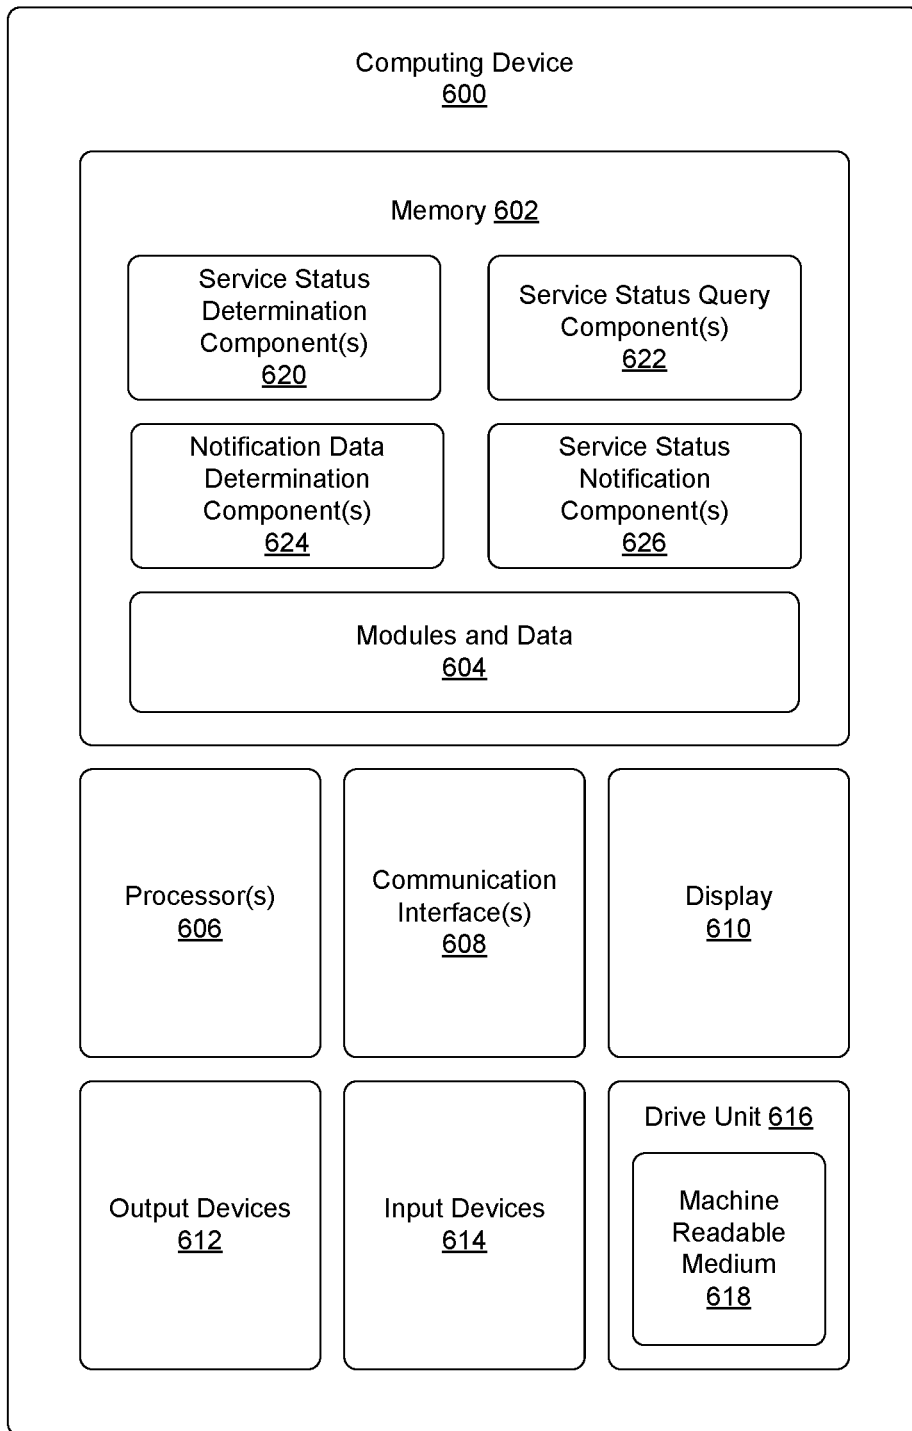 Computing Device
600
Memory 602
Service Status
Determination
Component(s)
620
Service Status Query
Component(s)
622
Notification Data
Determination
Component(s)
624
Service Status
Notification
Component(s)
626
Modules and Data
604
Processor(s)
606
Communication
Interface(s)
608
Display
610
Output Devices
612
Input Devices
614
Drive Unit 616
Machine
Readable
Medium
618